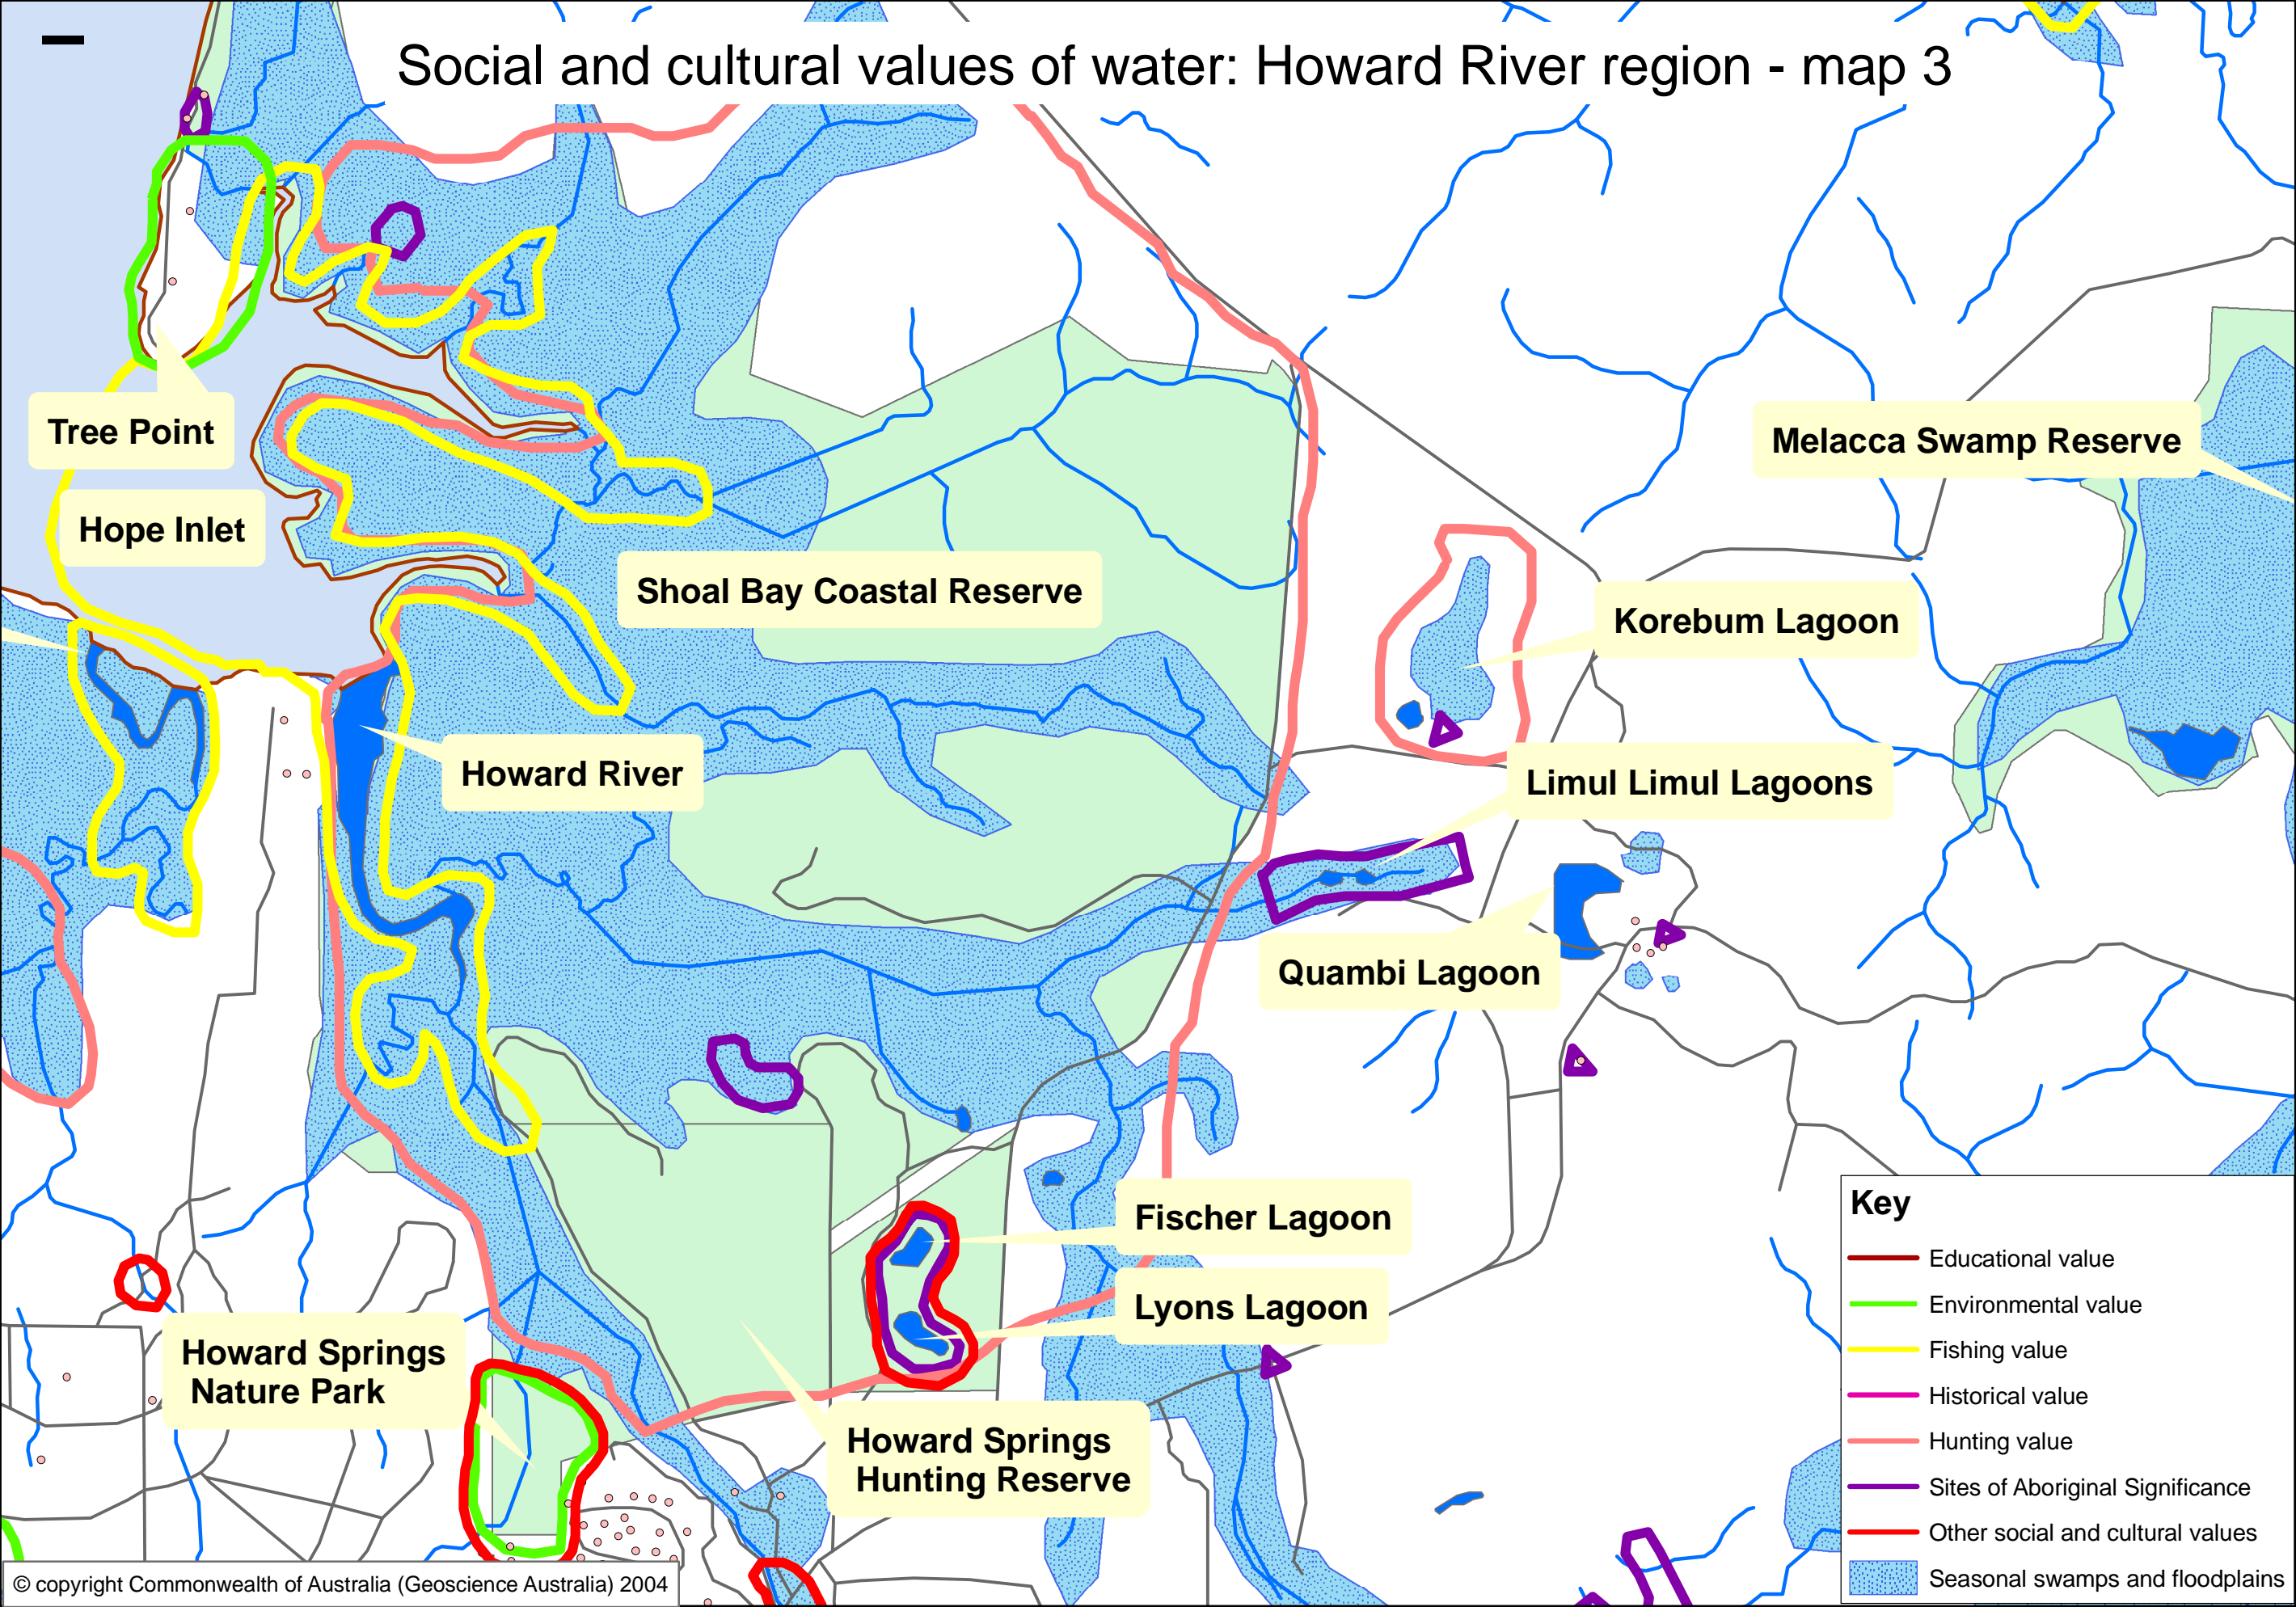 Social and cultural values of water: Howard River region - map 3
Tree Point
Melacca Swamp Reserve
Hope Inlet
Shoal Bay Coastal Reserve
Korebum Lagoon
Howard River
Limul Limul Lagoons
Quambi Lagoon
Fischer Lagoon
Lyons Lagoon
Howard Springs
Nature Park
Howard Springs
Hunting Reserve
Key
Educational value
Environmental value
Fishing value
Historical value
Hunting value
Sites of Aboriginal Significance
Other social and cultural values
Seasonal swamps and floodplains
© copyright Commonwealth of Australia (Geoscience Australia) 2004